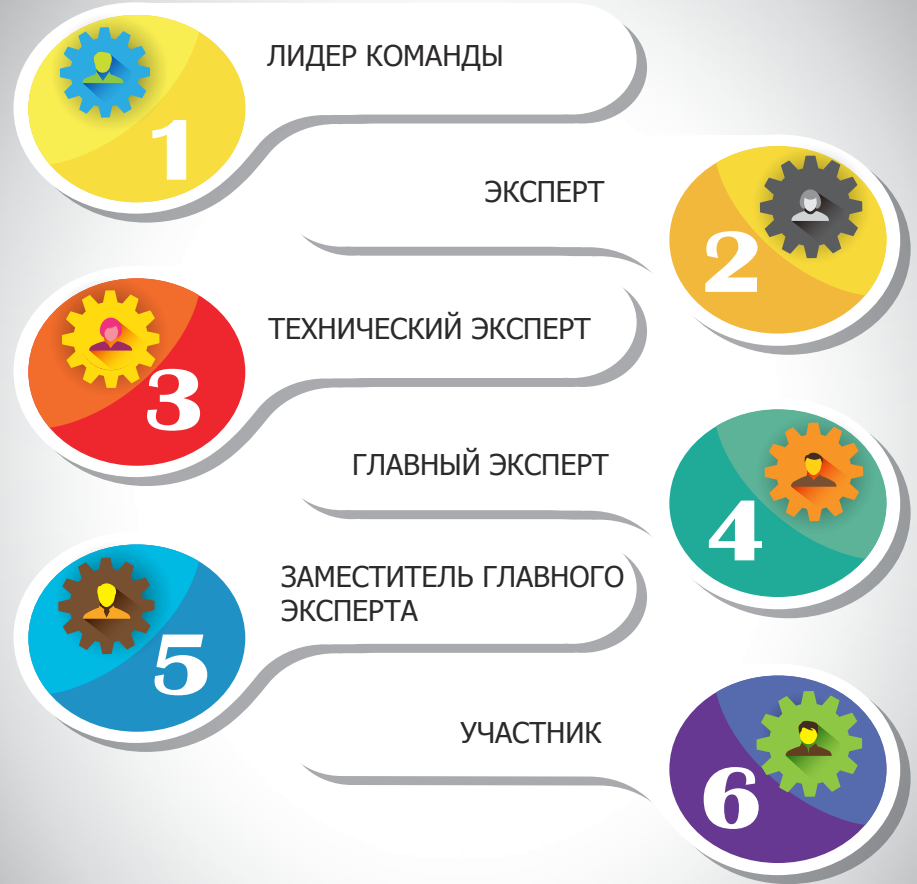 ЛИДЕР КОМАНДЫ
1
ЭКСПЕРТ
2
ТЕХНИЧЕСКИЙ ЭКСПЕРТ
3
ГЛАВНЫЙ ЭКСПЕРТ
4
ЗАМЕСТИТЕЛЬ ГЛАВНОГО
ЭКСПЕРТА
5
УЧАСТНИК
6